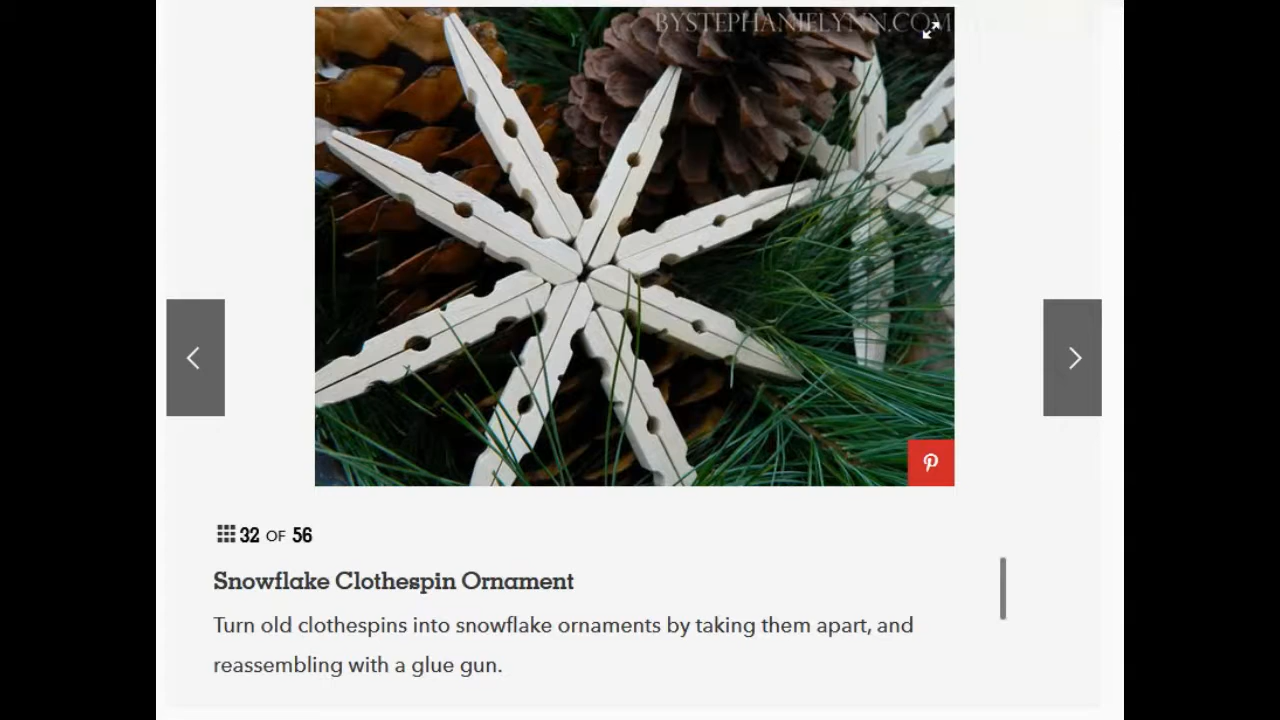 BYSTEPHANIELYNN.COM
32 OF 56
Snowflake Clothespin Ornament
Turn old clothespins into snowflake ornaments by taking them apart, and
reassembling with a glue gun.